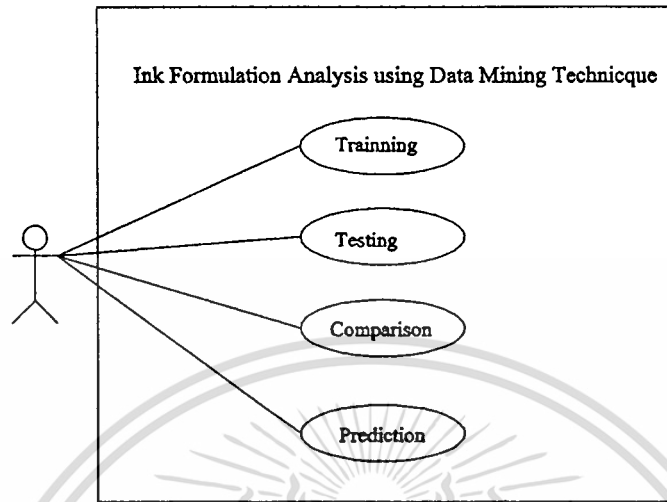 Ink Formulation Analysis using Data Mining Technicque
Trainning
Testing
Comparison
Prediction